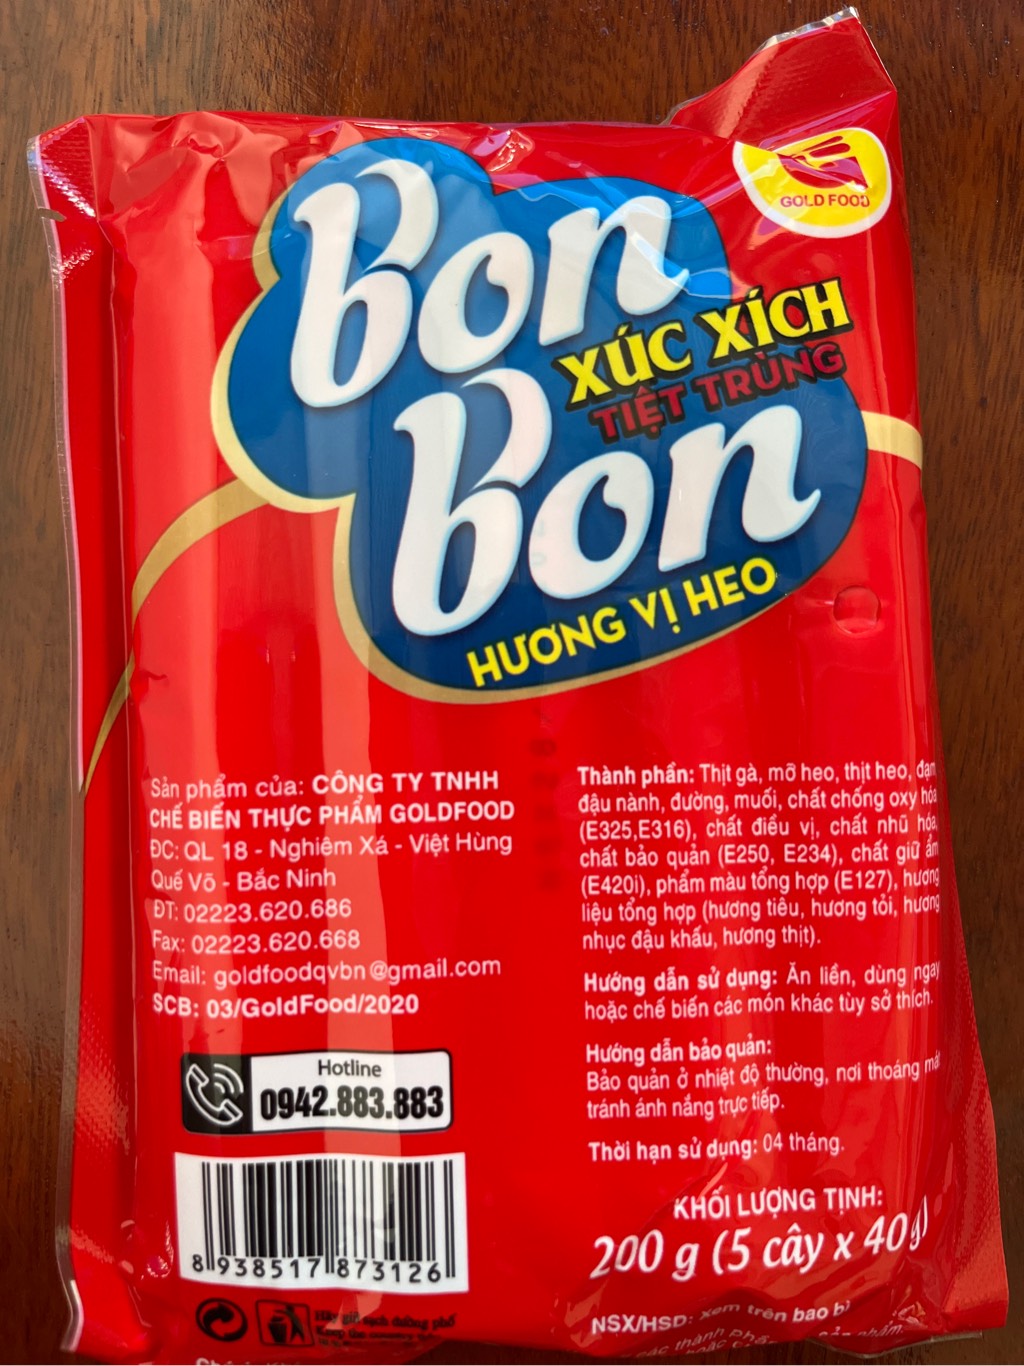 GOLD FOOD
bon
bon
XÚC XÍCH
TIỆT TRÙNG
HƯƠNG VỊ HEO
Sản phẩm của: CÔNG TY TNHH
CHẾ BIẾN THỰC PHẨM GOLDFOOD
ĐC: QL 18 - Nghiêm Xá - Việt Hùng
Quế Võ - Bắc Ninh
ĐT: 02223.620.686
Fax: 02223.620.668
Email: goldfoodqvbn@gmail.com
SCB: 03/GoldFood/2020
Hotline
0942.883.883
8 938517 873126
Hãy giữ sạch đường phố
Keep the country
Thành phần: Thịt gà, mỡ heo, thịt heo, đạm
đậu nành, đường, muối, chất chống oxy hóa
(E325,E316), chất điều vị, chất nhũ hóa,
chất bảo quản (E250, E234), chất giữ ẩm
(E420i), phẩm màu tổng hợp (E127), hương
liệu tổng hợp (hương tiêu, hương tỏi, hương
nhục đậu khấu, hương thịt).
Hướng dẫn sử dụng: Ăn liền, dùng ngay
hoặc chế biến các món khác tùy sở thích.
Hướng dẫn bảo quản:
Bảo quản ở nhiệt độ thường, nơi thoáng mát
tránh ánh nắng trực tiếp.
Thời hạn sử dụng: 04 tháng.
KHỐI LƯỢNG TỊNH:
200 g (5 cây x 40g)
NSX/HSD: xem trên bao bì